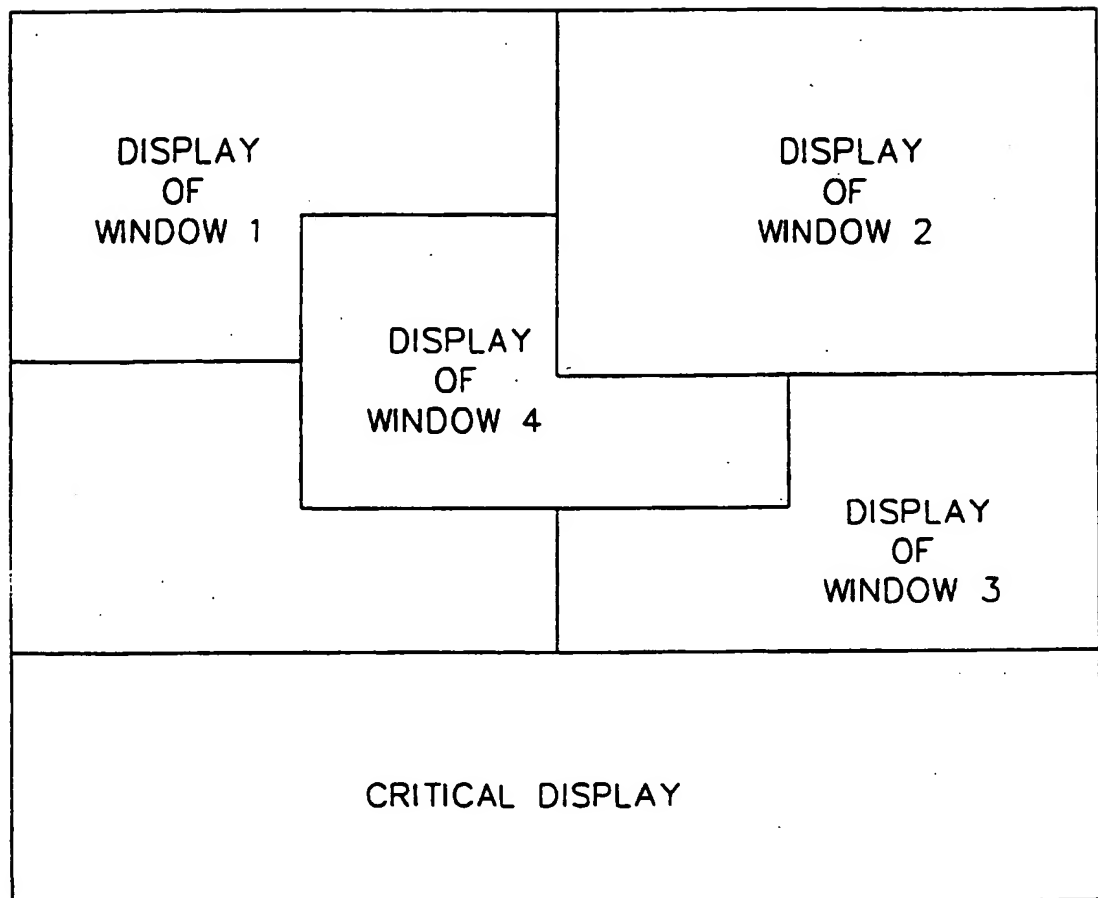 DISPLAY
OF
WINDOW 1
DISPLAY
OF
WINDOW 2
DISPLAY
OF
WINDOW 4
DISPLAY
OF
WINDOW 3
CRITICAL DISPLAY